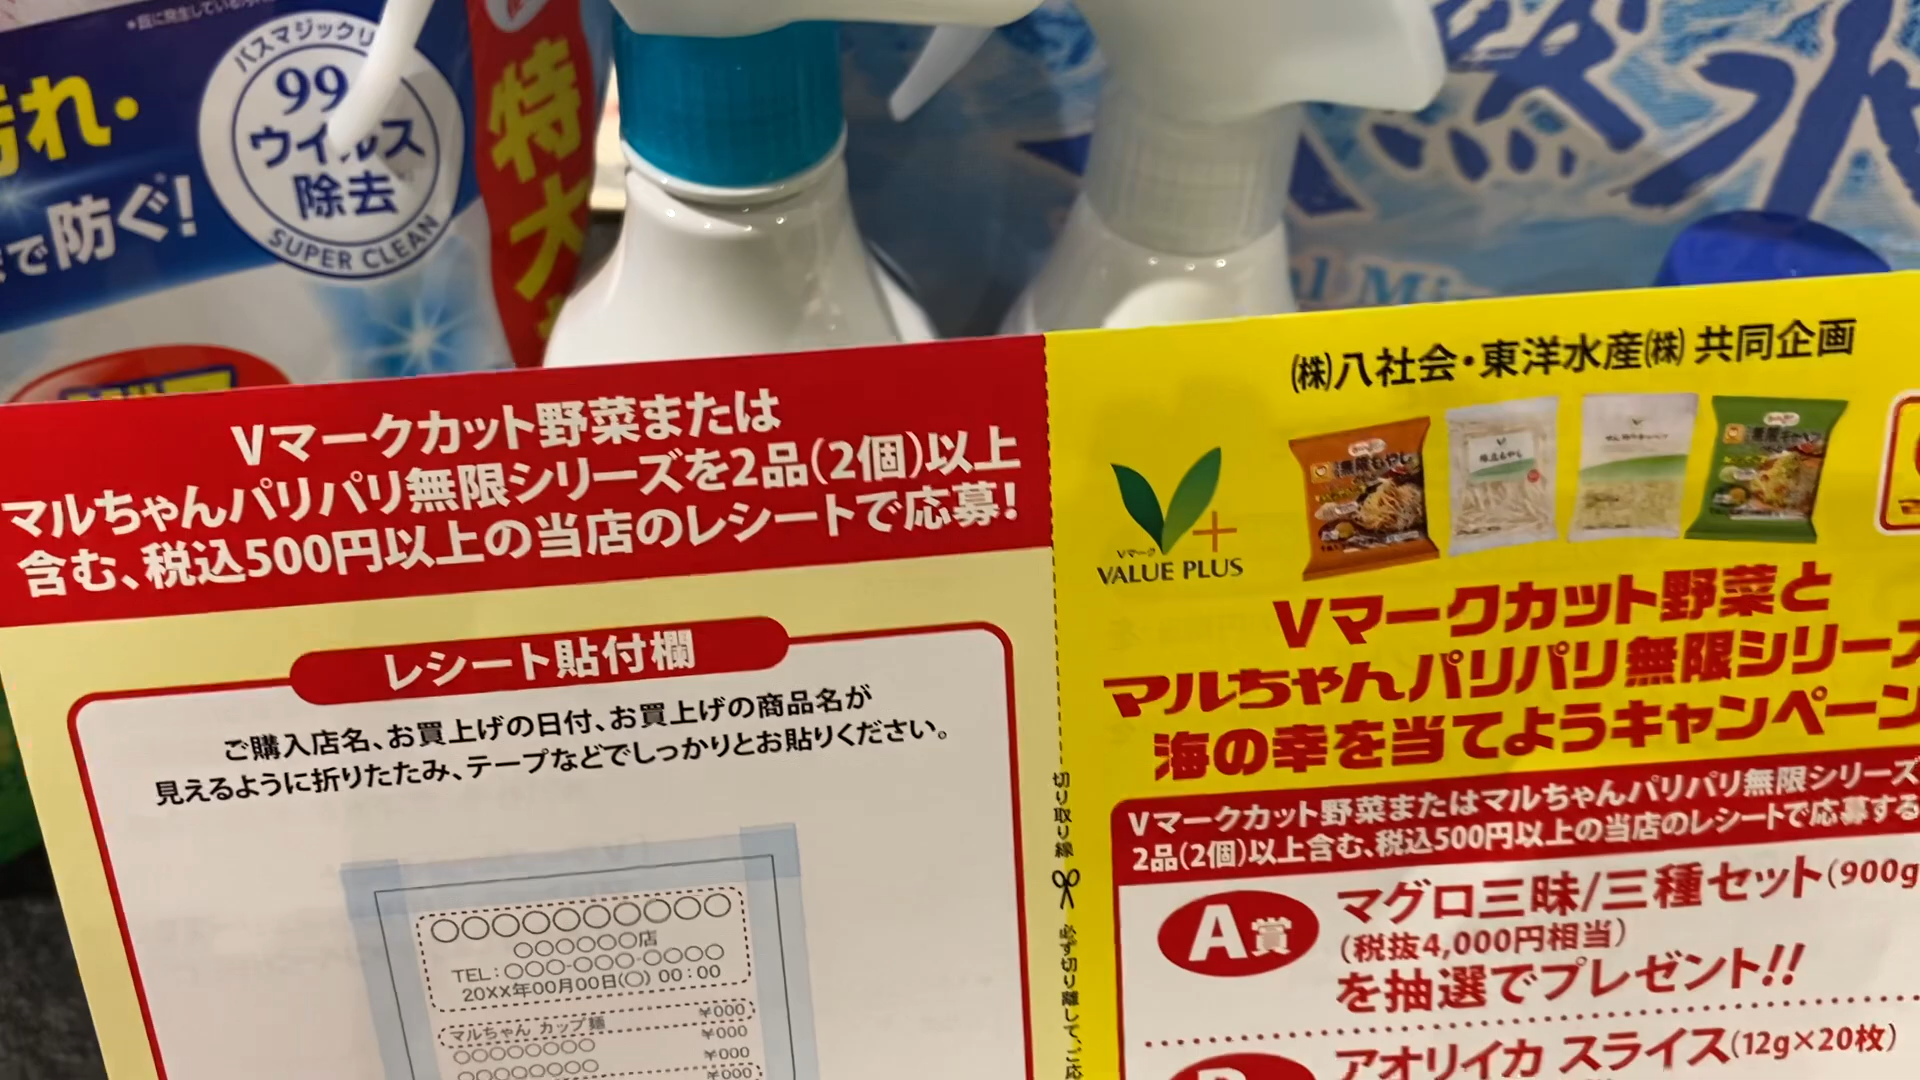 汚れ・
で防ぐ!
バスマジックリ
99
ウイルス
除去
SUPER CLEAN
特大
天然水
Vマークカット野菜または
マルちゃんパリパリ無限シリーズを2品(2個)以上
含む、税込500円以上の当店のレシートで応募!
レシート貼付欄
ご購入店名、お買上げの日付、お買上げの商品名が
見えるように折りたたみ、テープなどでしっかりとお貼りください。
○○○○○○○○○○
○○○○○○店
TEL:○○○-○○○-○○○○
20XX年00月00日(○) 00:00
マルちゃん カップ麺 ¥000
○○○○○○○○ ¥000
○○○○○○○○ ¥000
¥000
切り取り線
必ず切り離して、ご応
(株)八社会・東洋水産(株) 共同企画
Vマーク
VALUE PLUS
Vマークカット野菜と
マルちゃんパリパリ無限シリーズ
海の幸を当てようキャンペーン
Vマークカット野菜またはマルちゃんパリパリ無限シリーズ
2品(2個)以上含む、税込500円以上の当店のレシートで応募する
A賞
マグロ三昧/三種セット(900g
(税抜4,000円相当)
を抽選でプレゼント!!
アオリイカ スライス(12g×20枚)